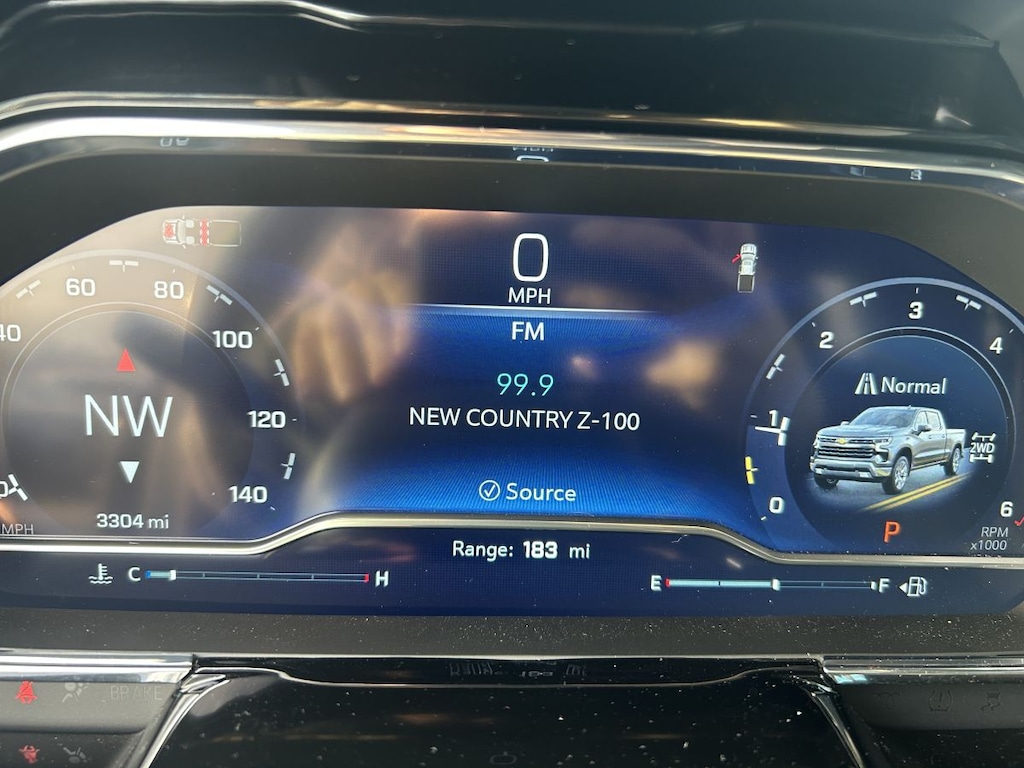 0
MPH
FM
99.9
NEW COUNTRY Z-100
Source
60
80
100
120
140
NW
3304 mi
MPH
0
1
2
3
4
6
Normal
2WD
P
RPM
x1000
Range: 183 mi
C H
E F
BRAKE